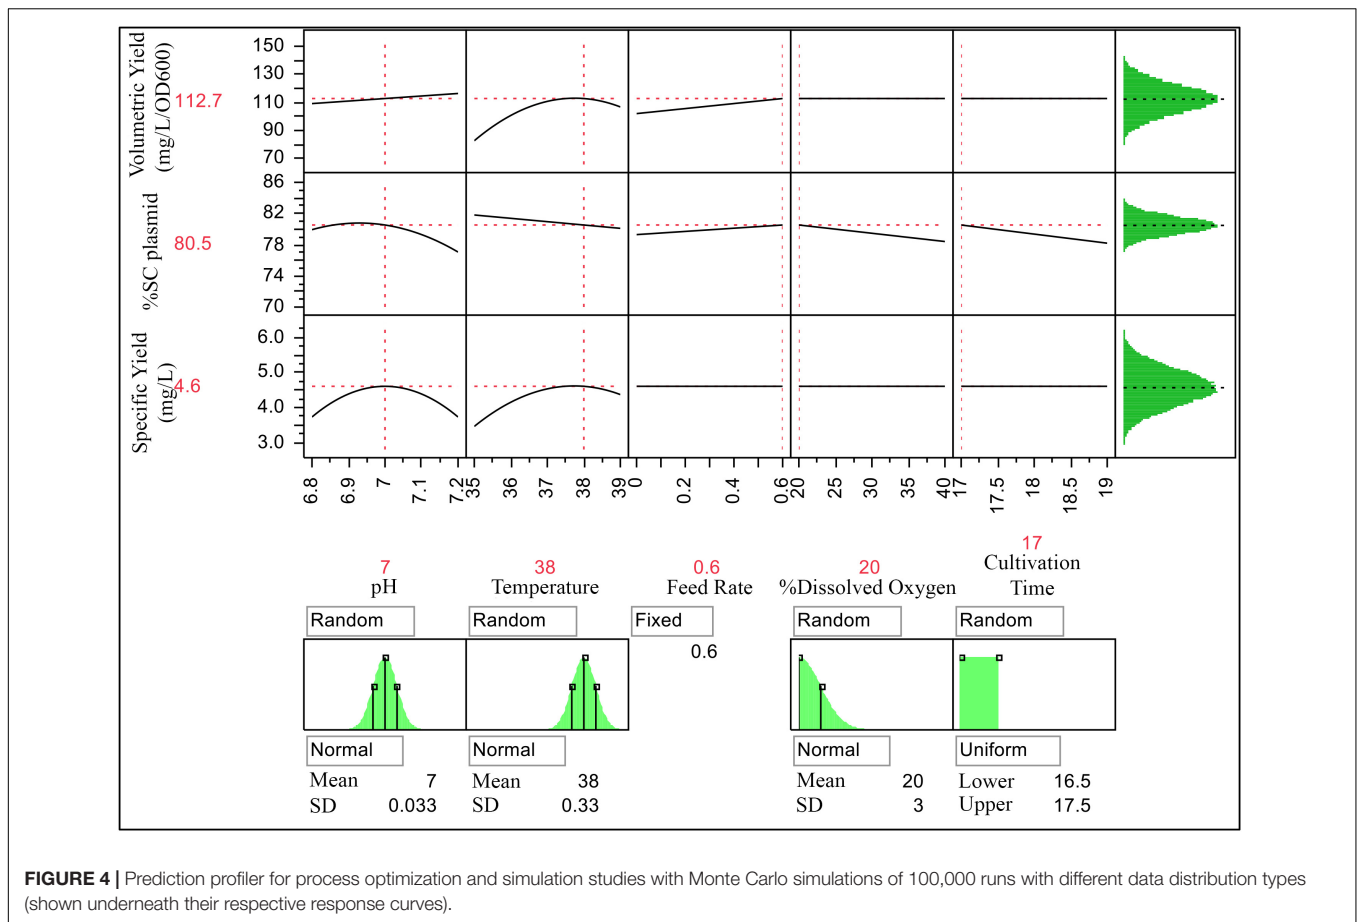 Volumetric Yield
(mg/L/OD600)
112.7
150
130
110
90
70
%SC plasmid
80.5
86
82
78
74
70
Specific Yield
(mg/L)
4.6
6.0
5.0
4.0
3.0
6.8
6.9
7
7.1
7.2
35
36
37
38
39
0
0.2
0.4
0.6
20
25
30
35
40
17
17.5
18
18.5
19
7
pH
38
Temperature
0.6
Feed Rate
20
%Dissolved Oxygen
17
Cultivation
Time
Random
Random
Fixed
Random
Random
0.6
Normal
Normal
Normal
Uniform
Mean 7
SD 0.033
Mean 38
SD 0.33
Mean 20
SD 3
Lower 16.5
Upper 17.5
FIGURE 4 | Prediction profiler for process optimization and simulation studies with Monte Carlo simulations of 100,000 runs with different data distribution types
(shown underneath their respective response curves).